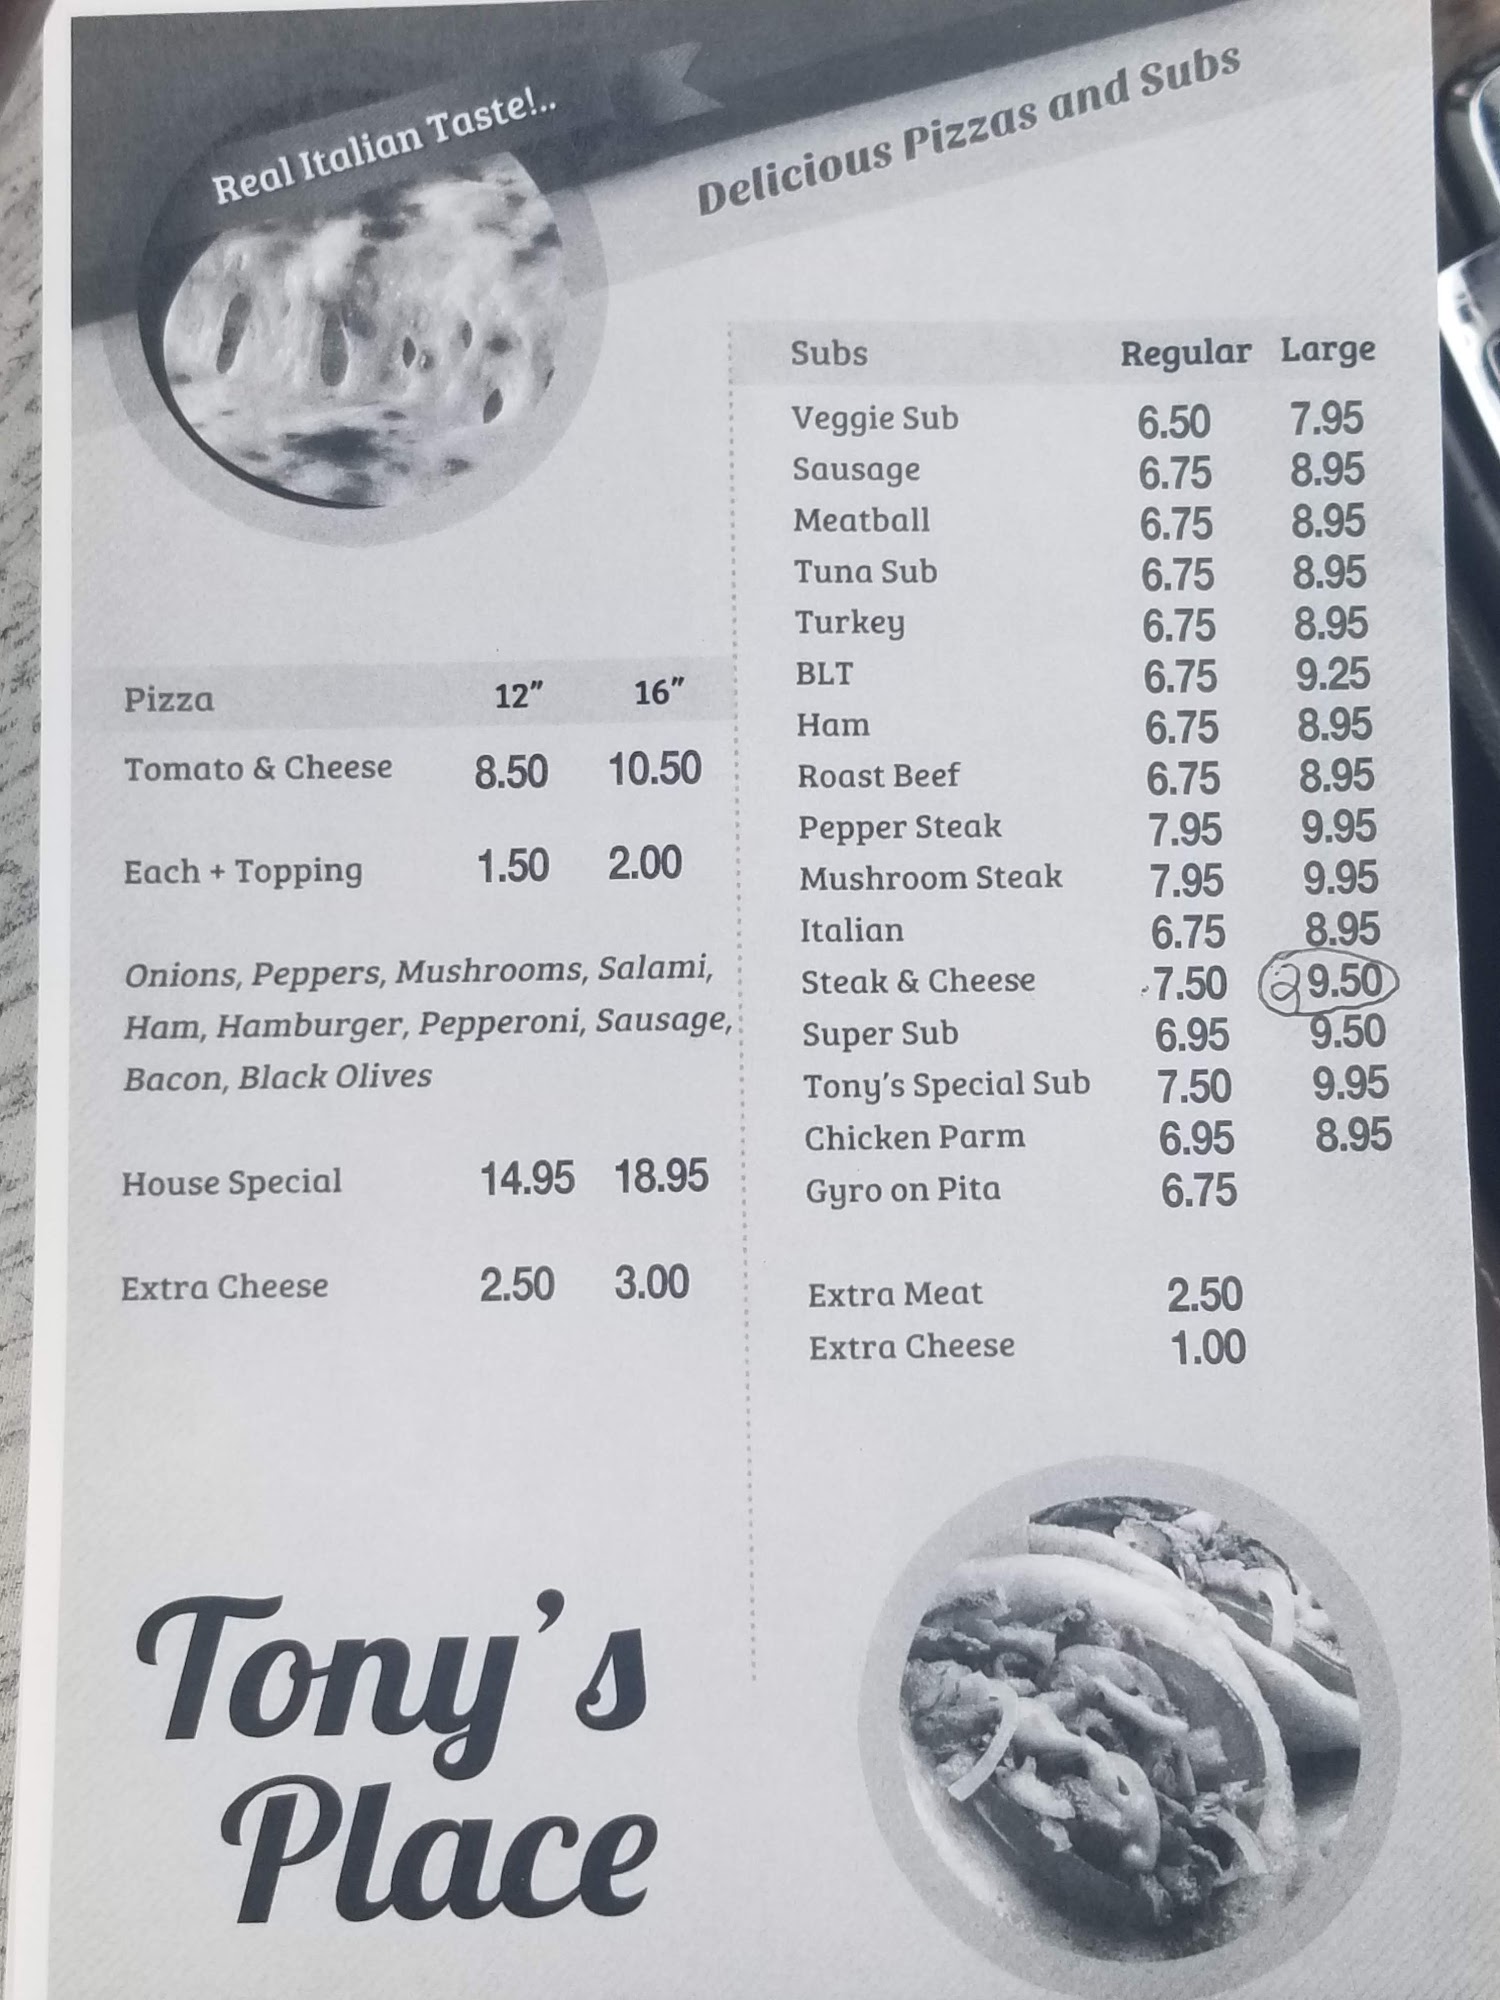 Real Italian Taste!..
Delicious Pizzas and Subs
Pizza 12" 16"
Tomato & Cheese 8.50 10.50
Each + Topping 1.50 2.00
Onions, Peppers, Mushrooms, Salami,
Ham, Hamburger, Pepperoni, Sausage,
Bacon, Black Olives
House Special 14.95 18.95
Extra Cheese 2.50 3.00
Subs Regular Large
Veggie Sub 6.50 7.95
Sausage 6.75 8.95
Meatball 6.75 8.95
Tuna Sub 6.75 8.95
Turkey 6.75 8.95
BLT 6.75 9.25
Ham 6.75 8.95
Roast Beef 6.75 8.95
Pepper Steak 7.95 9.95
Mushroom Steak 7.95 9.95
Italian 6.75 8.95
Steak & Cheese 7.50 2 9.50
Super Sub 6.95 9.50
Tony's Special Sub 7.50 9.95
Chicken Parm 6.95 8.95
Gyro on Pita 6.75
Extra Meat 2.50
Extra Cheese 1.00
Tony's
Place